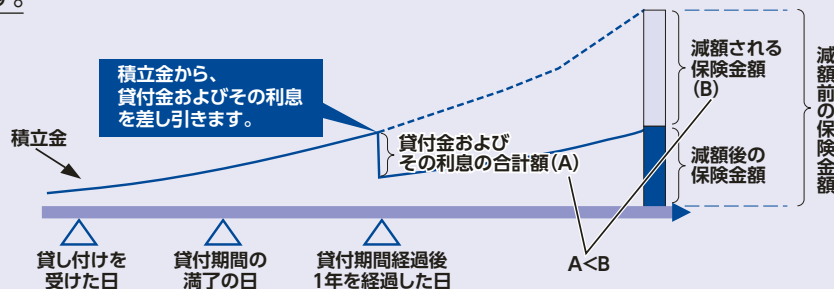 す。
積立金から、
貸付金およびその利息
を差し引きます。
積立金
貸付金および
その利息の合計額(A)
減額される
保険金額
(B)
減額後の
保険金額
減額前の保険金額
貸し付けを
受けた日
貸付期間の
満了の日
貸付期間経過後
1年を経過した日
A<B